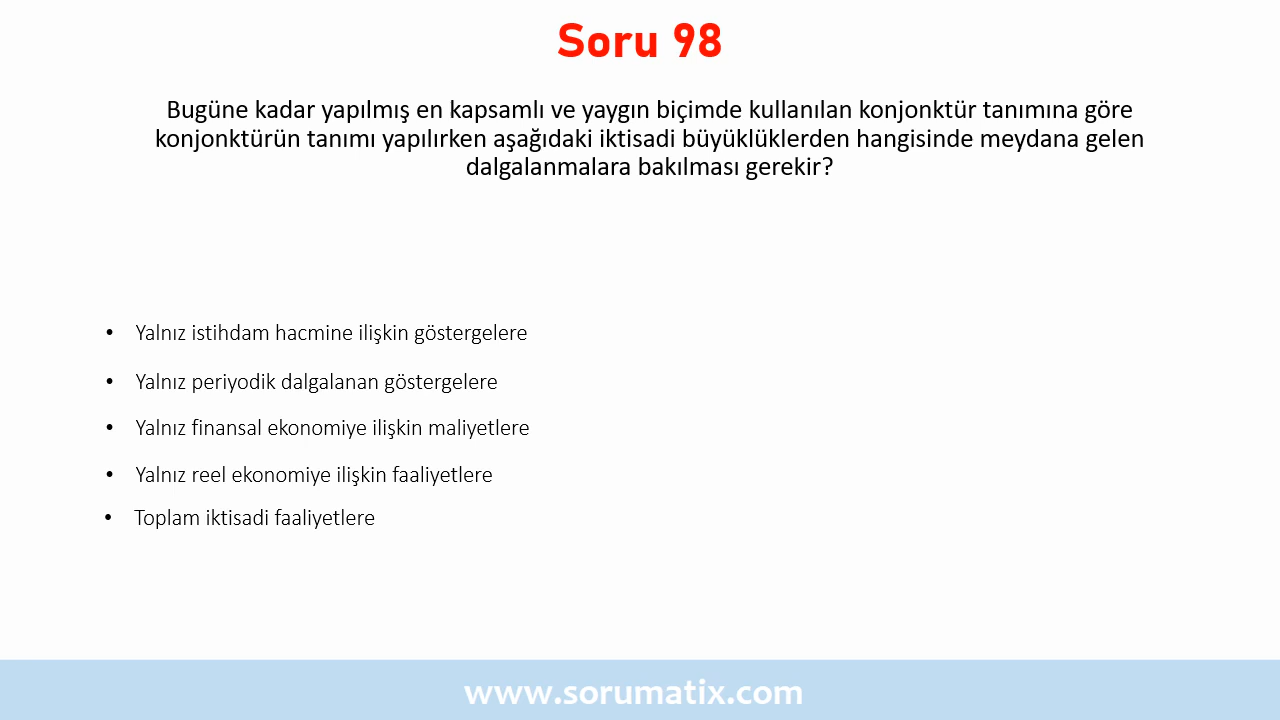 Soru 98
Bugüne kadar yapılmış en kapsamlı ve yaygın biçimde kullanılan konjonktür tanımına göre
konjonktürün tanımı yapılırken aşağıdaki iktisadi büyüklüklerden hangisinde meydana gelen
dalgalanmalara bakılması gerekir?
• Yalnız istihdam hacmine ilişkin göstergelere
• Yalnız periyodik dalgalanan göstergelere
• Yalnız finansal ekonomiye ilişkin maliyetlere
• Yalnız reel ekonomiye ilişkin faaliyetlere
• Toplam iktisadi faaliyetlere
www.sorumatix.com